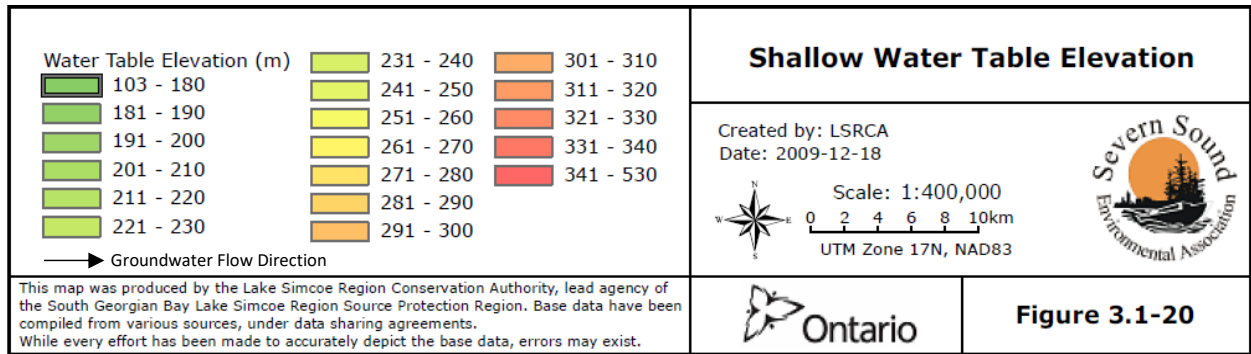 Water Table Elevation (m)
103 - 180
181 - 190
191 - 200
201 - 210
211 - 220
221 - 230
231 - 240
241 - 250
251 - 260
261 - 270
271 - 280
281 - 290
291 - 300
301 - 310
311 - 320
321 - 330
331 - 340
341 - 530
Groundwater Flow Direction
This map was produced by the Lake Simcoe Region Conservation Authority, lead agency of
the South Georgian Bay Lake Simcoe Region Source Protection Region. Base data have been
compiled from various sources, under data sharing agreements.
While every effort has been made to accurately depict the base data, errors may exist.
Shallow Water Table Elevation
Created by: LSRCA
Date: 2009-12-18
N
W
E
S
Scale: 1:400,000
0 2 4 6 8 10km
UTM Zone 17N, NAD83
Severn Sound
Environmental Association
Ontario
Figure 3.1-20